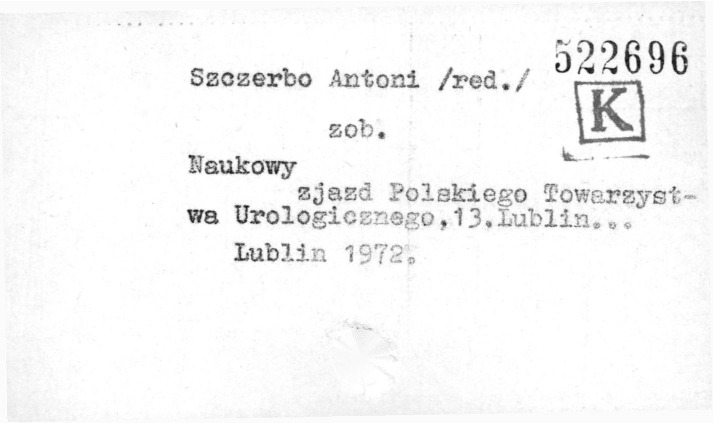 522696
Szczerbo Antoni /red./
K
zob.
Naukowy
zjazd Polskiego Towarzyst-
wa Urologicznego,13.Lublin...
Lublin 1972.